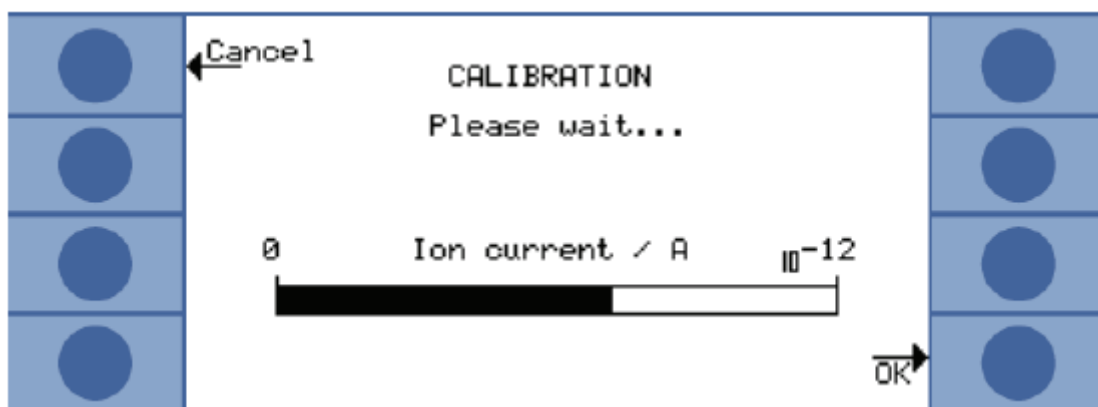 Cancel
CALIBRATION
Please wait...
0 Ion current / A 10-12
OK